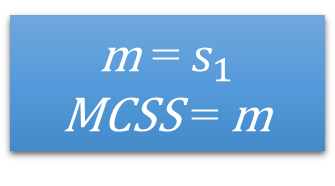 m = s₁
MCSS = m